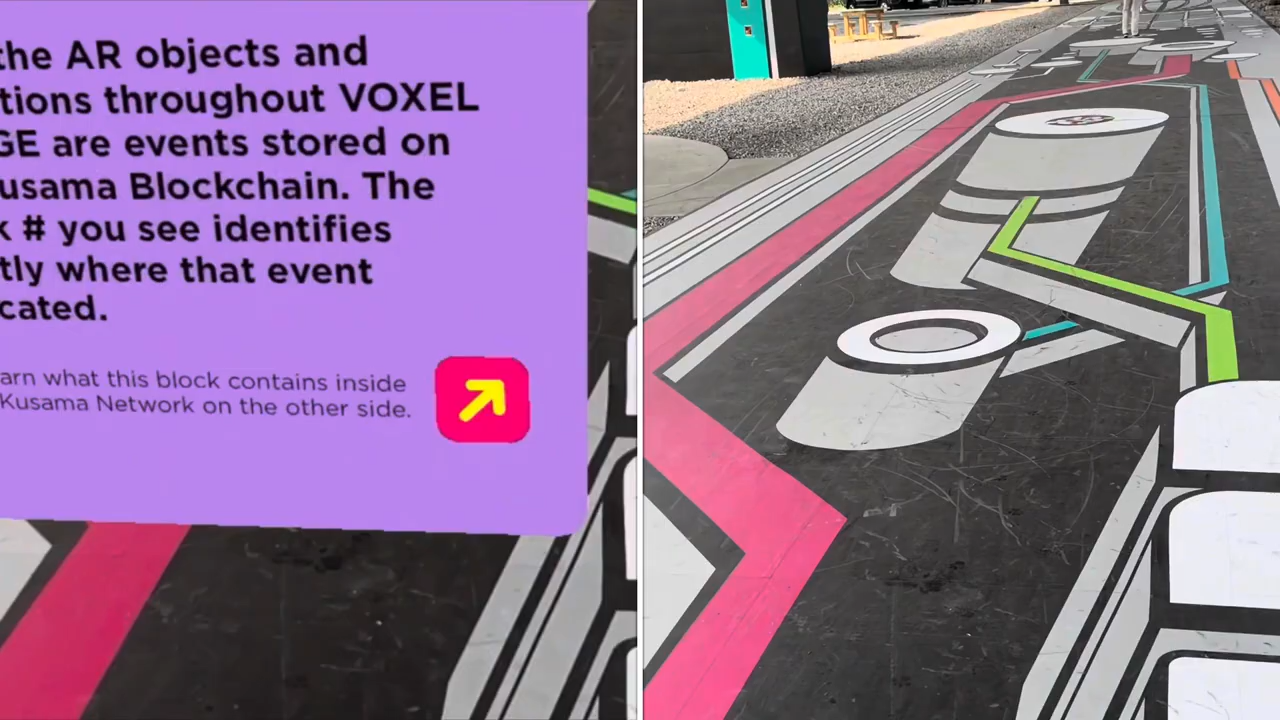 the AR objects and
tions throughout VOXEL
GE are events stored on
usama Blockchain. The
k # you see identifies
tly where that event
cated.
arn what this block contains inside
Kusama Network on the other side.